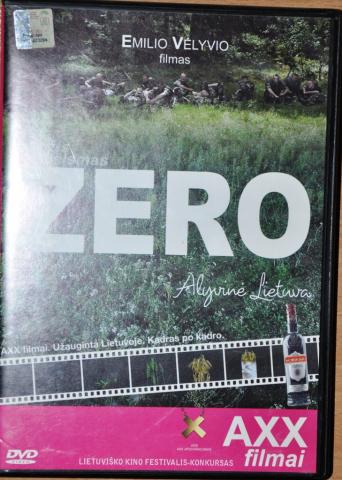 EMILIO VĖLYVIO
filmas
ZERO
Alyvinė Lietuva
AXX filmai. Užauginta Lietuvoje. Kadras po kadro.
AXX
filmai
DVD
VIDEO
LIETUVIŠKO KINO FESTIVALIS-KONKURSAS